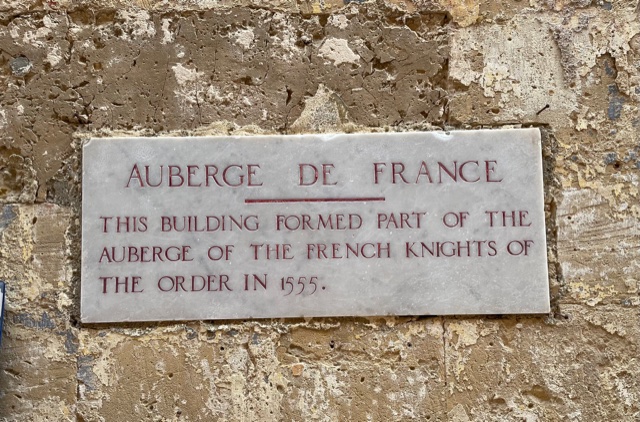 AUBERGE DE FRANCE
THIS BUILDING FORMED PART OF THE
AUBERGE OF THE FRENCH KNIGHTS OF
THE ORDER IN 1555.